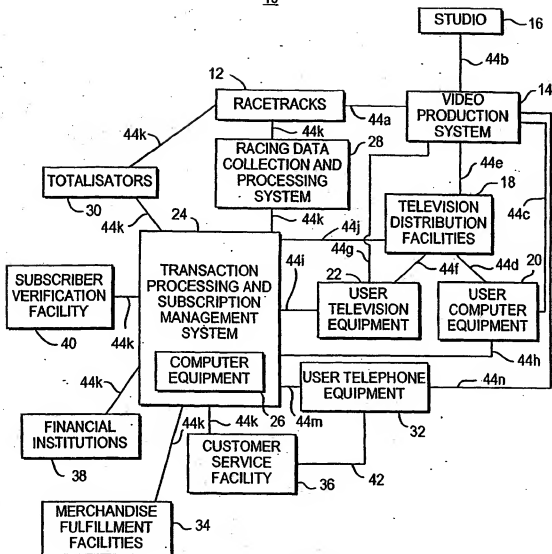 10
STUDIO
16
44b
12
14
RACETRACKS
44a
VIDEO
PRODUCTION
SYSTEM
44k
44k
28
RACING DATA
COLLECTION AND
PROCESSING
SYSTEM
44e
18
44c
TOTALISATORS
30
24
44k
44k
44j
TELEVISION
DISTRIBUTION
FACILITIES
44g
SUBSCRIBER
VERIFICATION
FACILITY
40
44k
TRANSACTION
PROCESSING AND
SUBSCRIPTION
MANAGEMENT
SYSTEM
44i
22
44f
44d
20
USER
TELEVISION
EQUIPMENT
USER
COMPUTER
EQUIPMENT
44h
COMPUTER
EQUIPMENT
26
44k
USER TELEPHONE
EQUIPMENT
44n
44m
32
FINANCIAL
INSTITUTIONS
38
44k
44k
CUSTOMER
SERVICE
FACILITY
36
42
MERCHANDISE
FULFILLMENT
FACILITIES
34